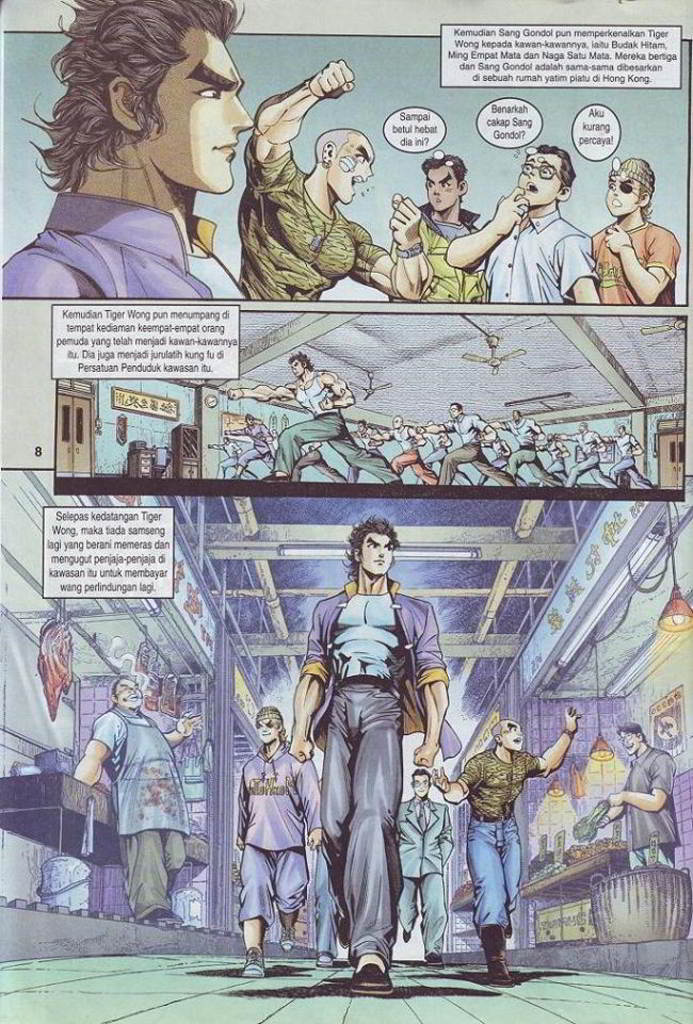 Kemudian Sang Gondol pun memperkenalkan Tiger
Wong kepada kawan-kawannya, iaitu Budak Hitam,
Ming Empat Mata dan Naga Satu Mata. Mereka bertiga
dan Sang Gondol adalah sama-sama dibesarkan
di sebuah rumah yatim piatu di Hong Kong.
Sampai
betul hebat
dia ini?
Benarkah
cakap Sang
Gondol?
Aku
kurang
percaya!
Kemudian Tiger Wong pun menumpang di
tempat kediaman keempat-empat orang
pemuda yang telah menjadi kawan-kawannya
itu. Dia juga menjadi jurulatih kung fu di
Persatuan Penduduk kawasan itu.
8
Selepas kedatangan Tiger
Wong, maka tiada samseng
lagi yang berani memeras dan
mengugut penjaja-penjaja di
kawasan itu untuk membayar
wang perlindungan lagi.